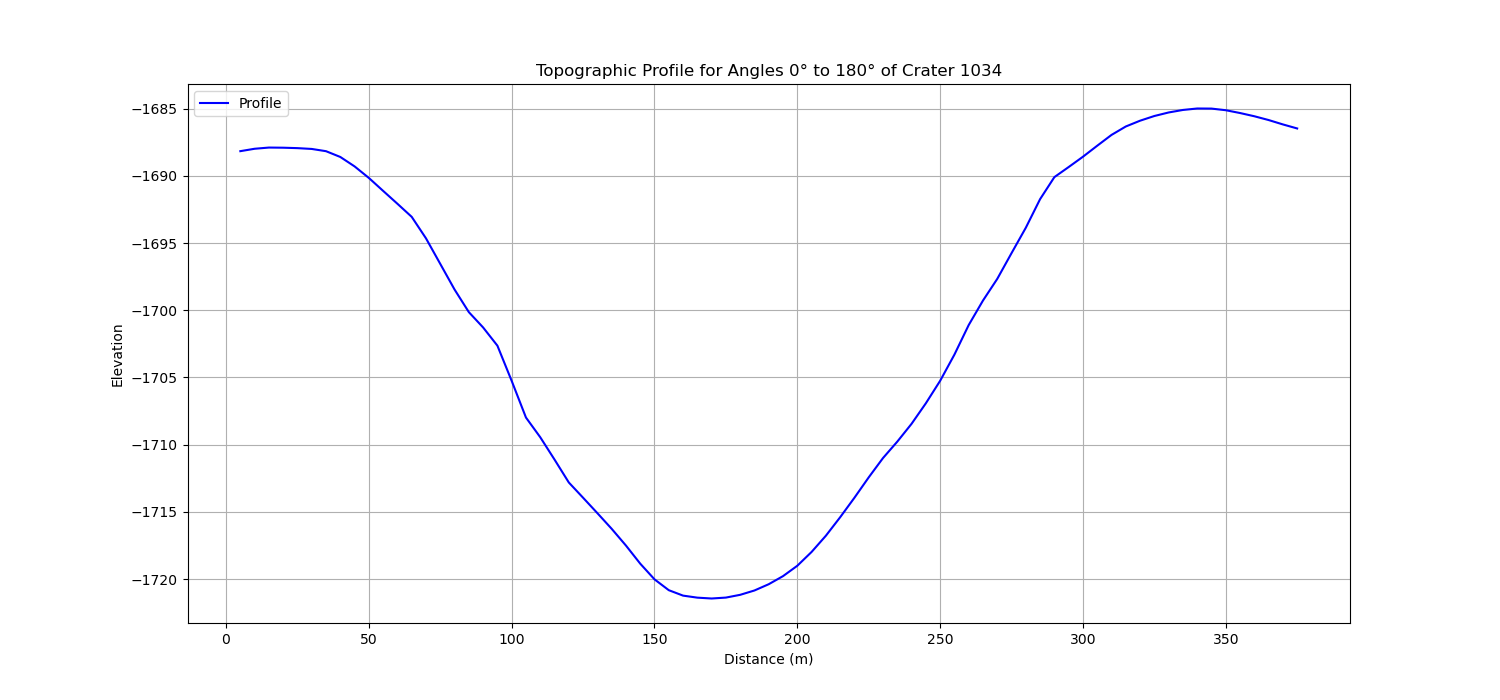 Topographic Profile for Angles 0° to 180° of Crater 1034
Profile
−1685
−1690
−1695
−1700
−1705
−1710
−1715
−1720
Elevation
0 50 100 150 200 250 300 350
Distance (m)